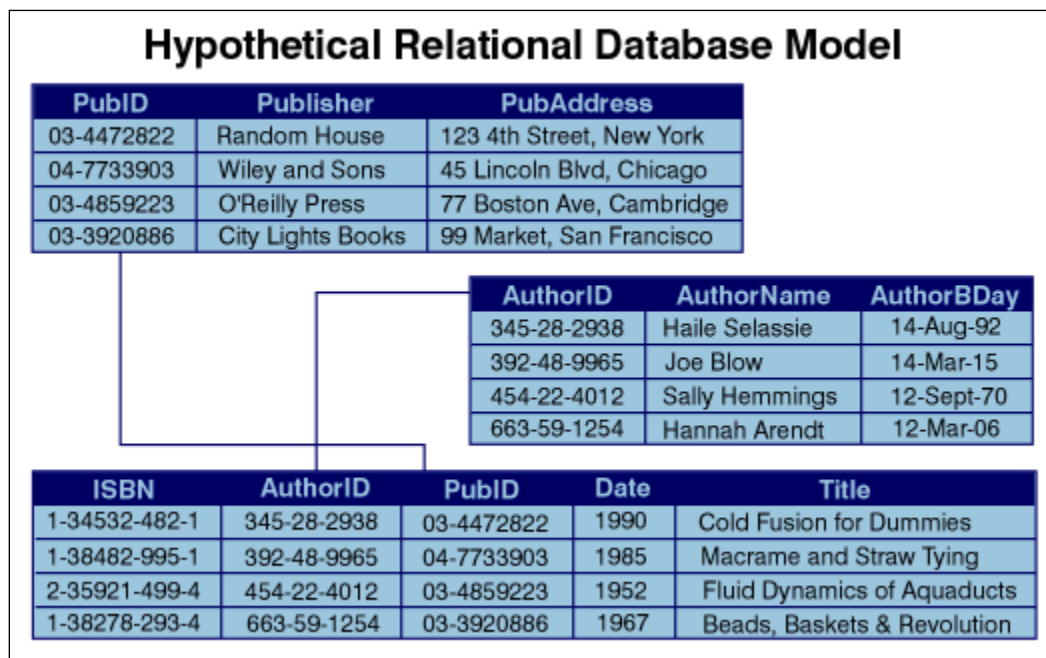 Hypothetical Relational Database Model
PubID Publisher PubAddress
03-4472822 Random House 123 4th Street, New York
04-7733903 Wiley and Sons 45 Lincoln Blvd, Chicago
03-4859223 O'Reilly Press 77 Boston Ave, Cambridge
03-3920886 City Lights Books 99 Market, San Francisco
AuthorID AuthorName AuthorBDay
345-28-2938 Haile Selassie 14-Aug-92
392-48-9965 Joe Blow 14-Mar-15
454-22-4012 Sally Hemmings 12-Sept-70
663-59-1254 Hannah Arendt 12-Mar-06
ISBN AuthorID PubID Date Title
1-34532-482-1 345-28-2938 03-4472822 1990 Cold Fusion for Dummies
1-38482-995-1 392-48-9965 04-7733903 1985 Macrame and Straw Tying
2-35921-499-4 454-22-4012 03-4859223 1952 Fluid Dynamics of Aquaducts
1-38278-293-4 663-59-1254 03-3920886 1967 Beads, Baskets & Revolution